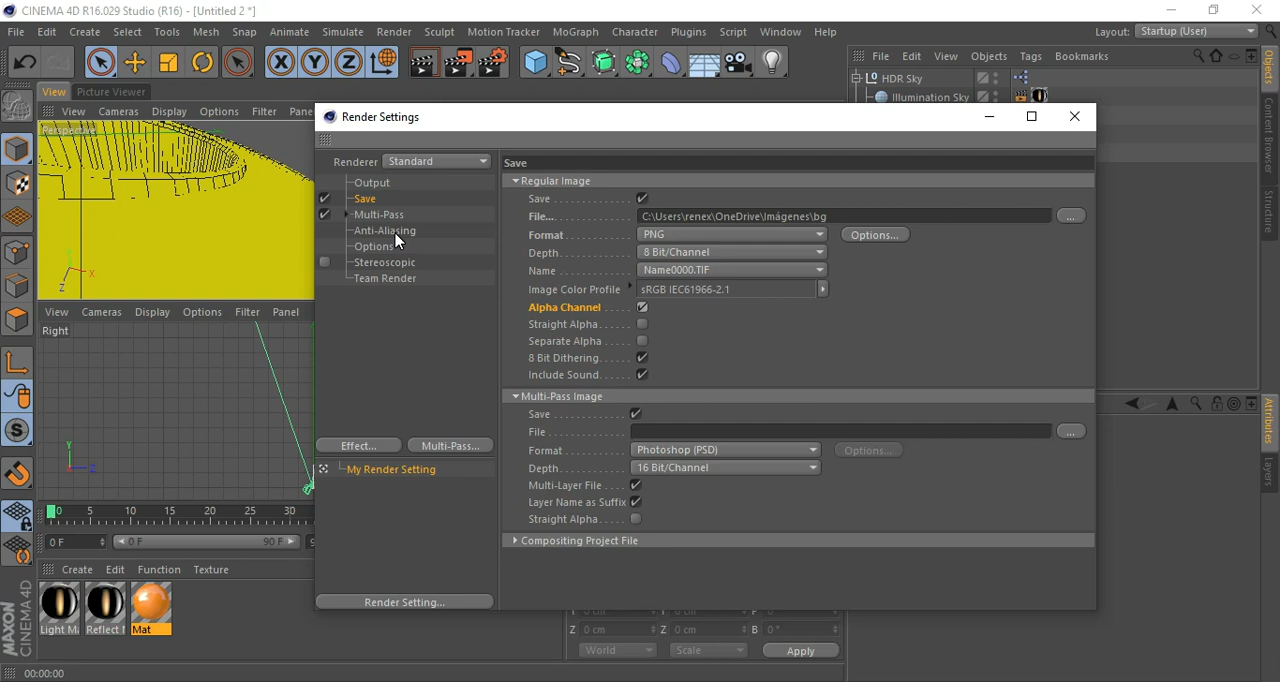 CINEMA 4D R16.029 Studio (R16) - [Untitled 2 *]
File Edit Create Select Tools Mesh Snap Animate Simulate Render Sculpt Motion Tracker MoGraph Character Plugins Script Window Help Layout: Startup (User)
X Y Z
File Edit View Objects Tags Bookmarks
HDR Sky
Illumination Sky
Objects
Content Browser
Structure
Attributes
Layers
View Picture Viewer
View Cameras Display Options Filter Pane
Perspective
Y X Z
View Cameras Display Options Filter Panel
Right
Y Z
0 5 10 15 20 25 30
0 F 0 F 90 F 9
Create Edit Function Texture
Light M
Reflect
Mat
MAXON
CINEMA 4D
00:00:00
Render Settings
Renderer Standard
Output
Save
Multi-Pass
Anti-Aliasing
Options
Stereoscopic
Team Render
Effect... Multi-Pass...
My Render Setting
Render Setting...
Save
Regular Image
Save
File... C:\Users\renex\OneDrive\Imágenes\bg ...
Format PNG Options...
Depth 8 Bit/Channel
Name Name0000.TIF
Image Color Profile sRGB IEC61966-2.1
Alpha Channel
Straight Alpha
Separate Alpha
8 Bit Dithering
Include Sound
Multi-Pass Image
Save
File ...
Format Photoshop (PSD) Options...
Depth 16 Bit/Channel
Multi-Layer File
Layer Name as Suffix
Straight Alpha
Compositing Project File
Z 0 cm Z 0 cm B 0 °
World Scale Apply